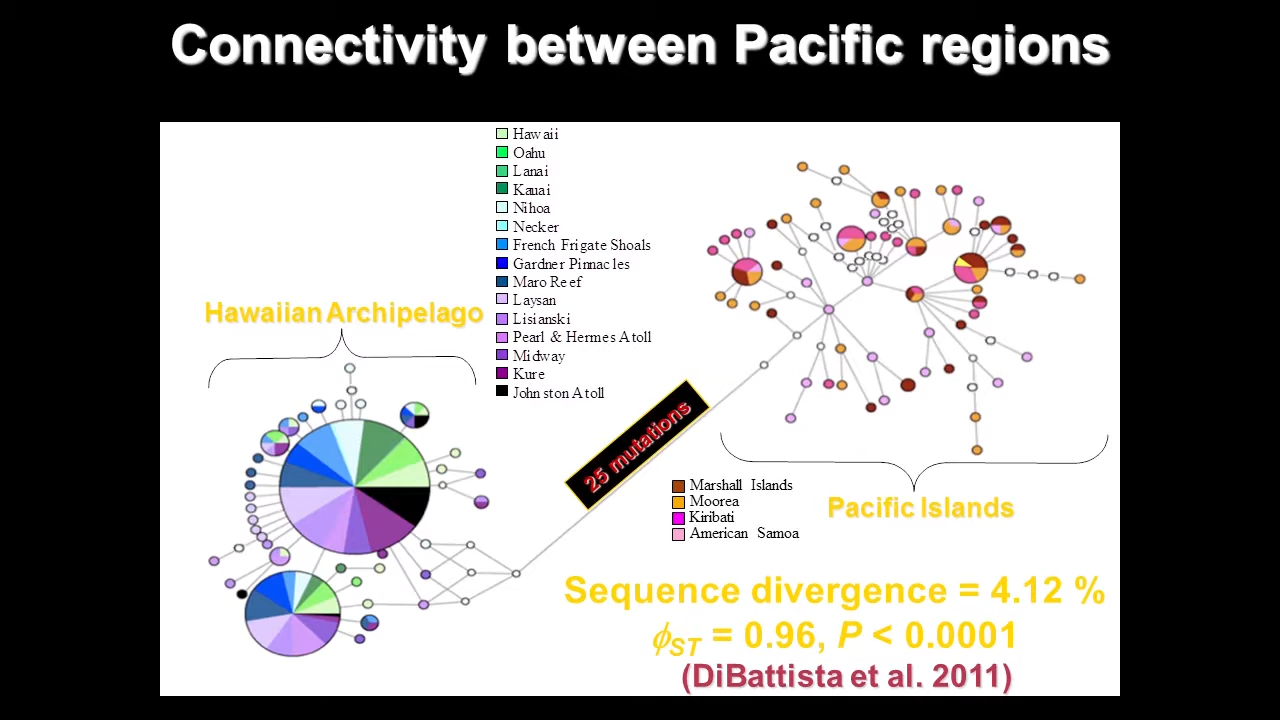 Connectivity between Pacific regions
Hawaii
Oahu
Lanai
Kauai
Nihoa
Necker
French Frigate Shoals
Gardner Pinnacles
Maro Reef
Laysan
Lisianski
Pearl & Hermes Atoll
Midway
Kure
Johnston Atoll
Hawaiian Archipelago
25 mutations
Marshall Islands
Moorea
Kiribati
American Samoa
Pacific Islands
Sequence divergence = 4.12 %
ϕST = 0.96, P < 0.0001
(DiBattista et al. 2011)